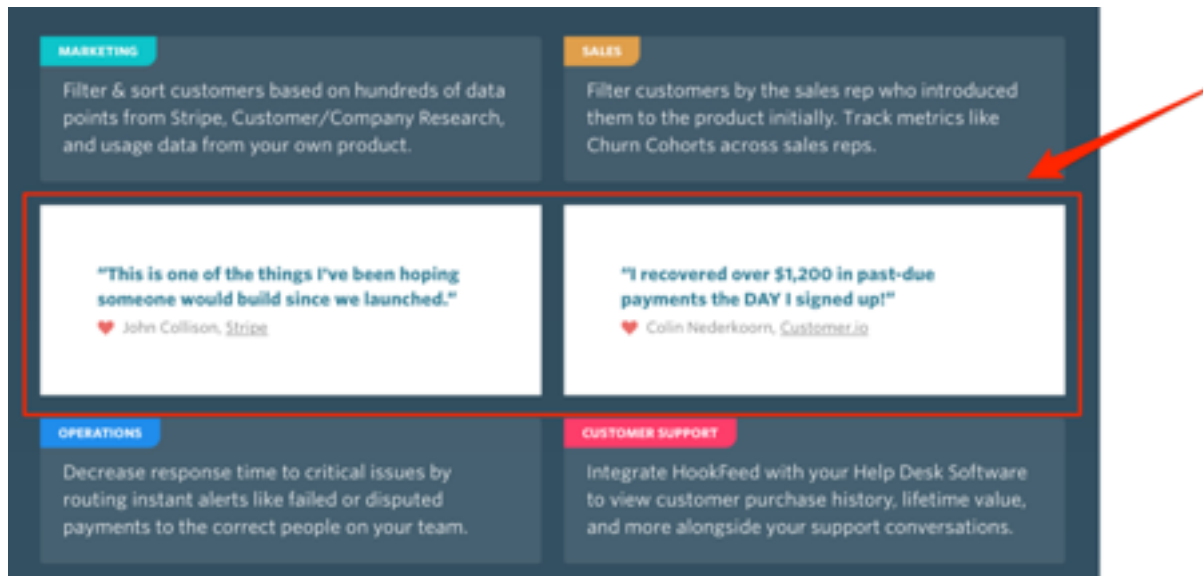 MARKETING
Filter & sort customers based on hundreds of data
points from Stripe, Customer/Company Research,
and usage data from your own product.
SALES
Filter customers by the sales rep who introduced
them to the product initially. Track metrics like
Churn Cohorts across sales reps.
"This is one of the things I've been hoping
someone would build since we launched."
John Collison, Stripe
"I recovered over $1,200 in past-due
payments the DAY I signed up!"
Colin Nederkoorn, Customer.io
OPERATIONS
Decrease response time to critical issues by
routing instant alerts like failed or disputed
payments to the correct people on your team.
CUSTOMER SUPPORT
Integrate HookFeed with your Help Desk Software
to view customer purchase history, lifetime value,
and more alongside your support conversations.